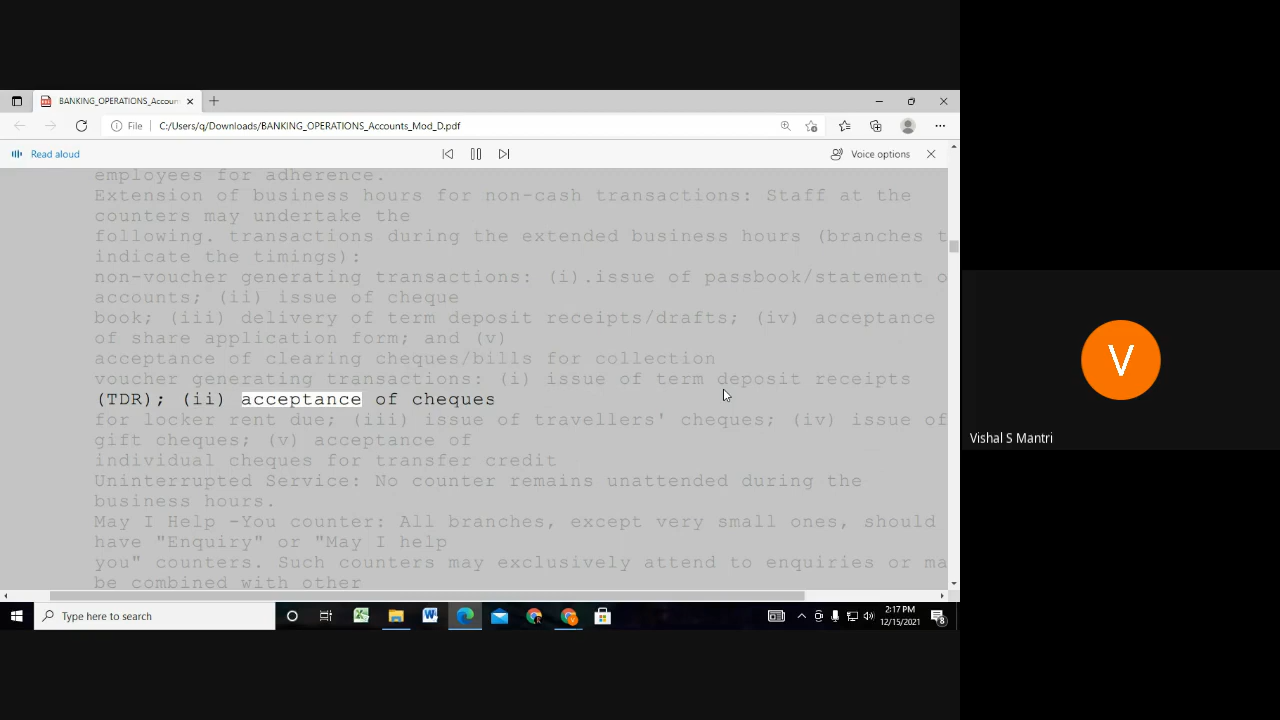 BANKING_OPERATIONS_Accoun
File C:/Users/q/Downloads/BANKING_OPERATIONS_Accounts_Mod_D.pdf
Read aloud Voice options
employees for adherence.
Extension of business hours for non-cash transactions: Staff at the
counters may undertake the
following. transactions during the extended business hours (branches t
indicate the timings):
non-voucher generating transactions: (i).issue of passbook/statement o
accounts; (ii) issue of cheque
book; (iii) delivery of term deposit receipts/drafts; (iv) acceptance
of share application form; and (v)
acceptance of clearing cheques/bills for collection
voucher generating transactions: (i) issue of term deposit receipts
(TDR); (ii) acceptance of cheques
for locker rent due; (iii) issue of travellers' cheques; (iv) issue of
gift cheques; (v) acceptance of
individual cheques for transfer credit
Uninterrupted Service: No counter remains unattended during the
business hours.
May I Help -You counter: All branches, except very small ones, should
have "Enquiry" or "May I help
you" counters. Such counters may exclusively attend to enquiries or ma
be combined with other
Type here to search
2:17 PM
12/15/2021
8
V
Vishal S Mantri